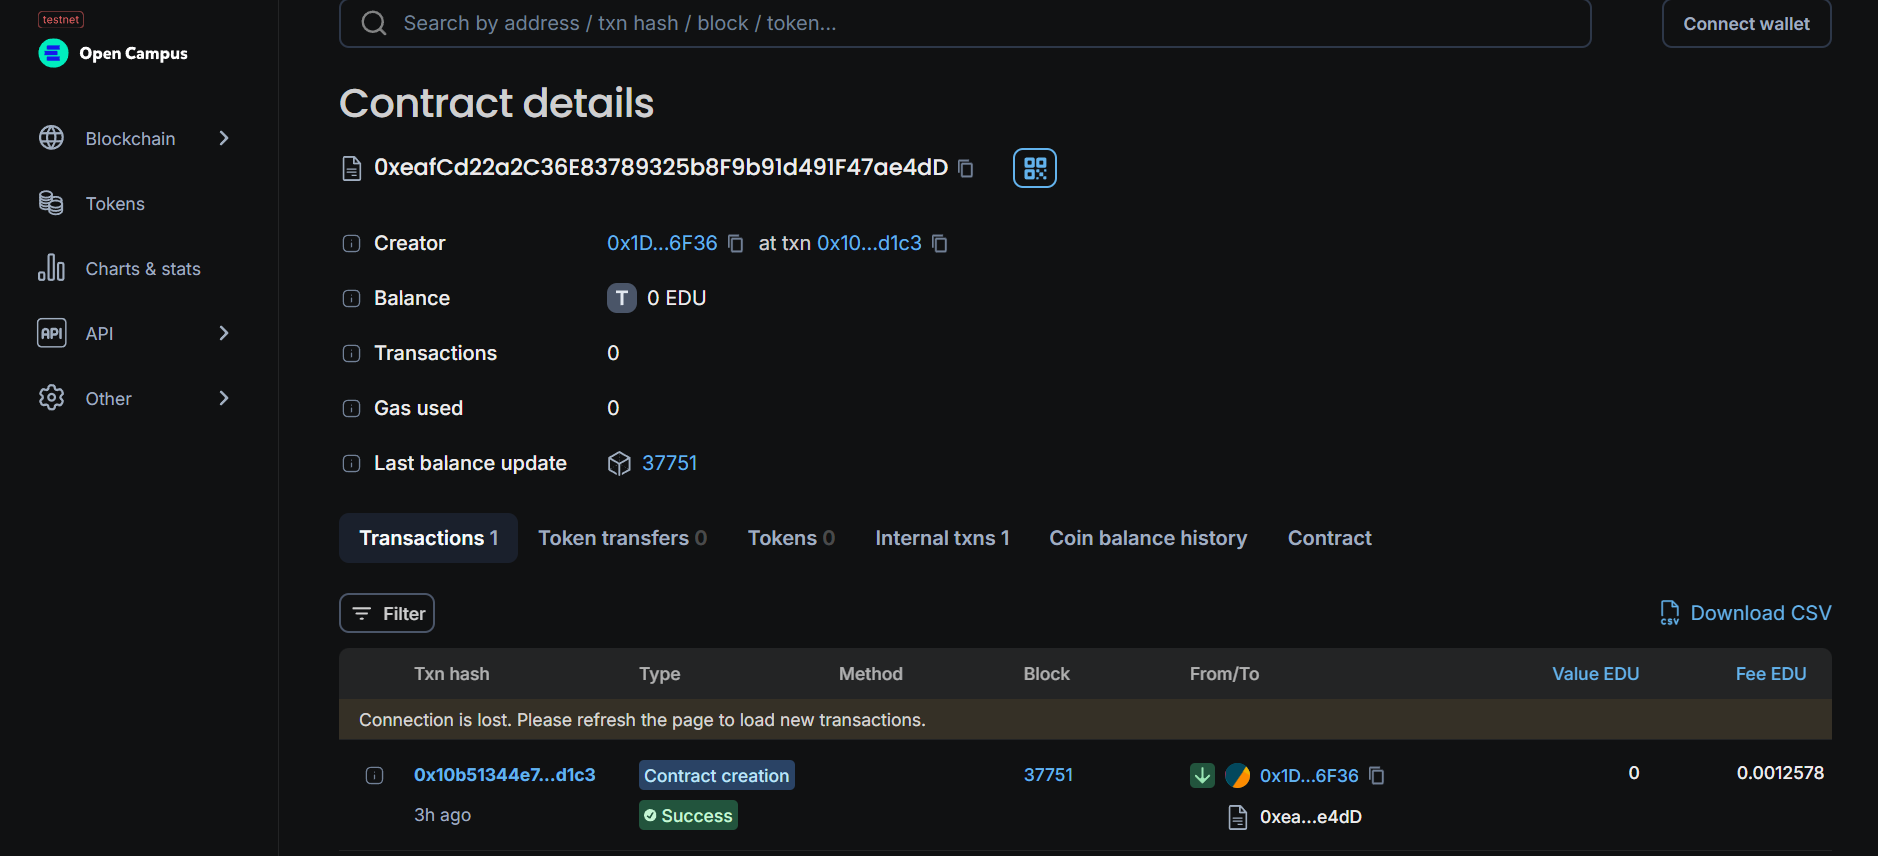 testnet
Open Campus
Search by address / txn hash / block / token...
Connect wallet
Blockchain
Tokens
Charts & stats
API API
Other
Contract details
0xeafCd22a2C36E83789325b8F9b91d491F47ae4dD
Creator 0x1D...6F36 at txn 0x10...d1c3
Balance T 0 EDU
Transactions 0
Gas used 0
Last balance update 37751
Transactions 1 Token transfers 0 Tokens 0 Internal txns 1 Coin balance history Contract
Filter
CSV Download CSV
Txn hash Type Method Block From/To Value EDU Fee EDU
Connection is lost. Please refresh the page to load new transactions.
0x10b51344e7...d1c3 Contract creation 37751 0x1D...6F36 0 0.0012578
3h ago Success 0xea...e4dD